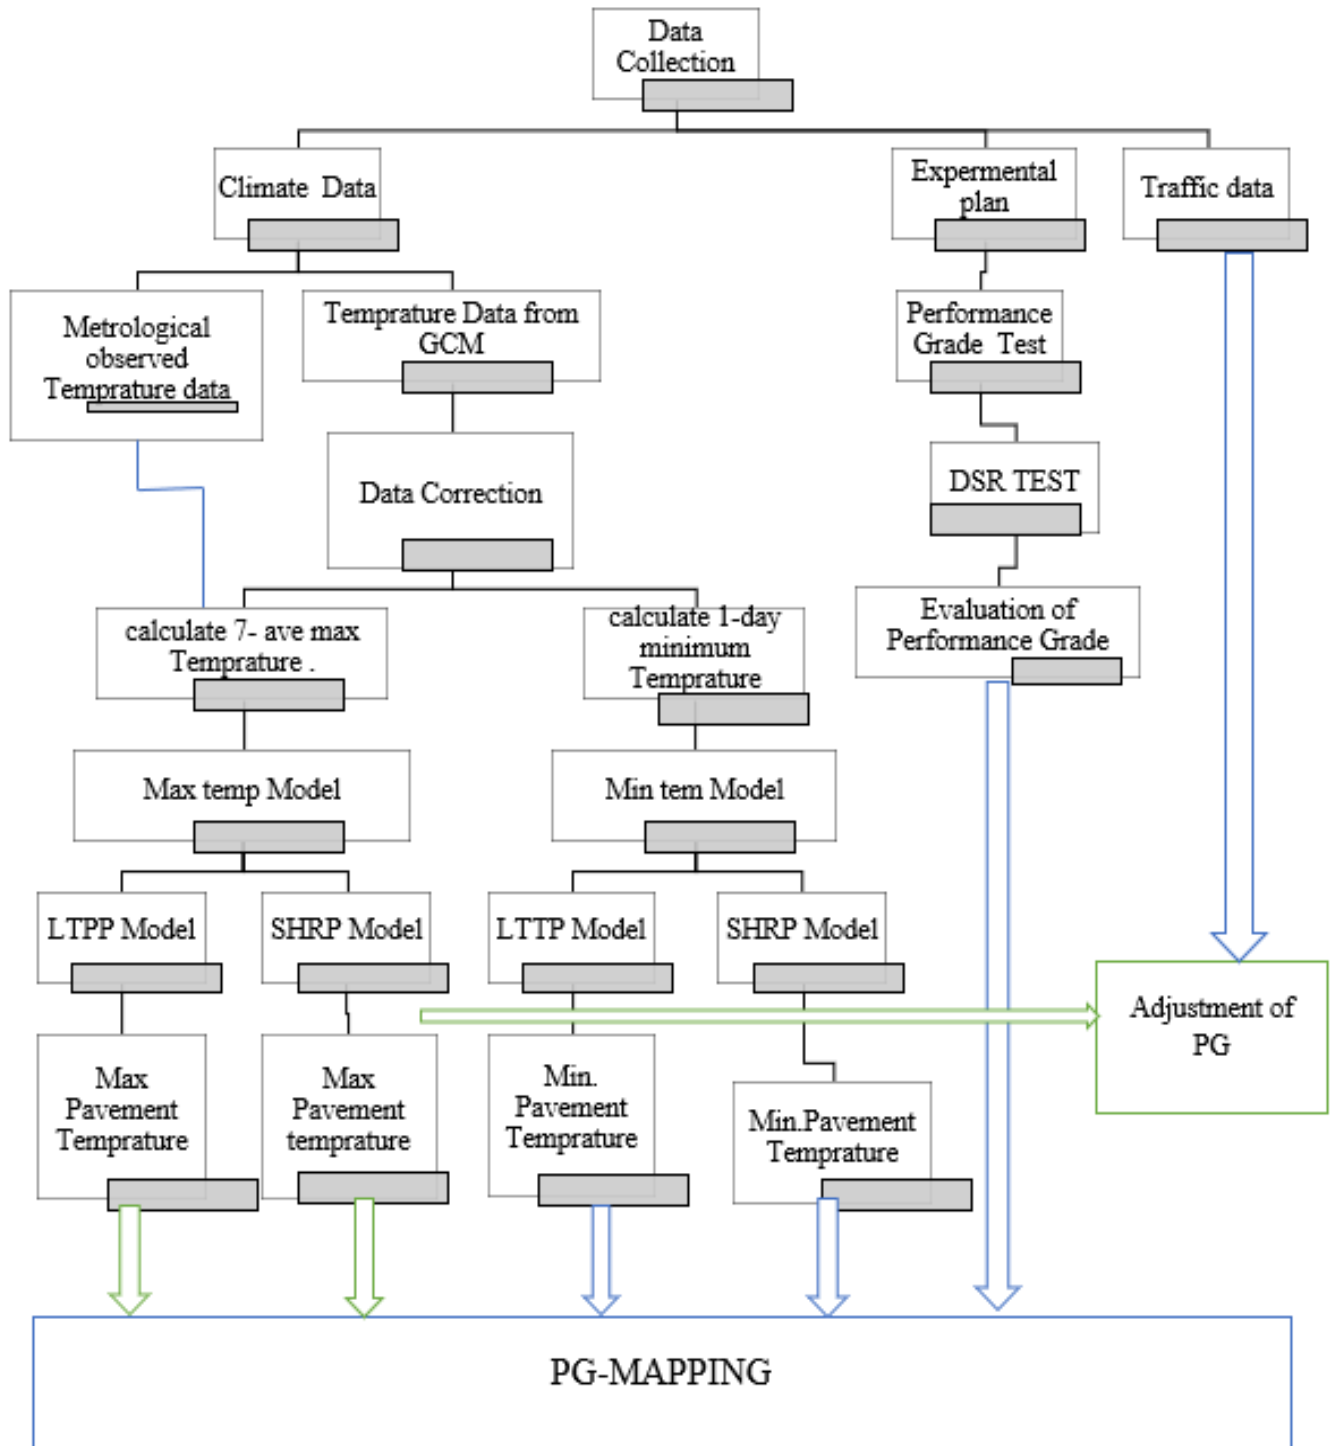 Data
Collection
Climate Data
Expermental
plan
Traffic data
Metrological
observed
Temprature data
Temprature Data from
GCM
Performance
Grade Test
Data Correction
DSR TEST
calculate 7- ave max
Temprature .
calculate 1-day
minimum
Temprature
Evaluation of
Performance Grade
Max temp Model
Min tem Model
LTPP Model
SHRP Model
LTTP Model
SHRP Model
Adjustment of
PG
Max
Pavement
Temprature
Max
Pavement
temprature
Min.
Pavement
Temprature
Min.Pavement
Temprature
PG-MAPPING